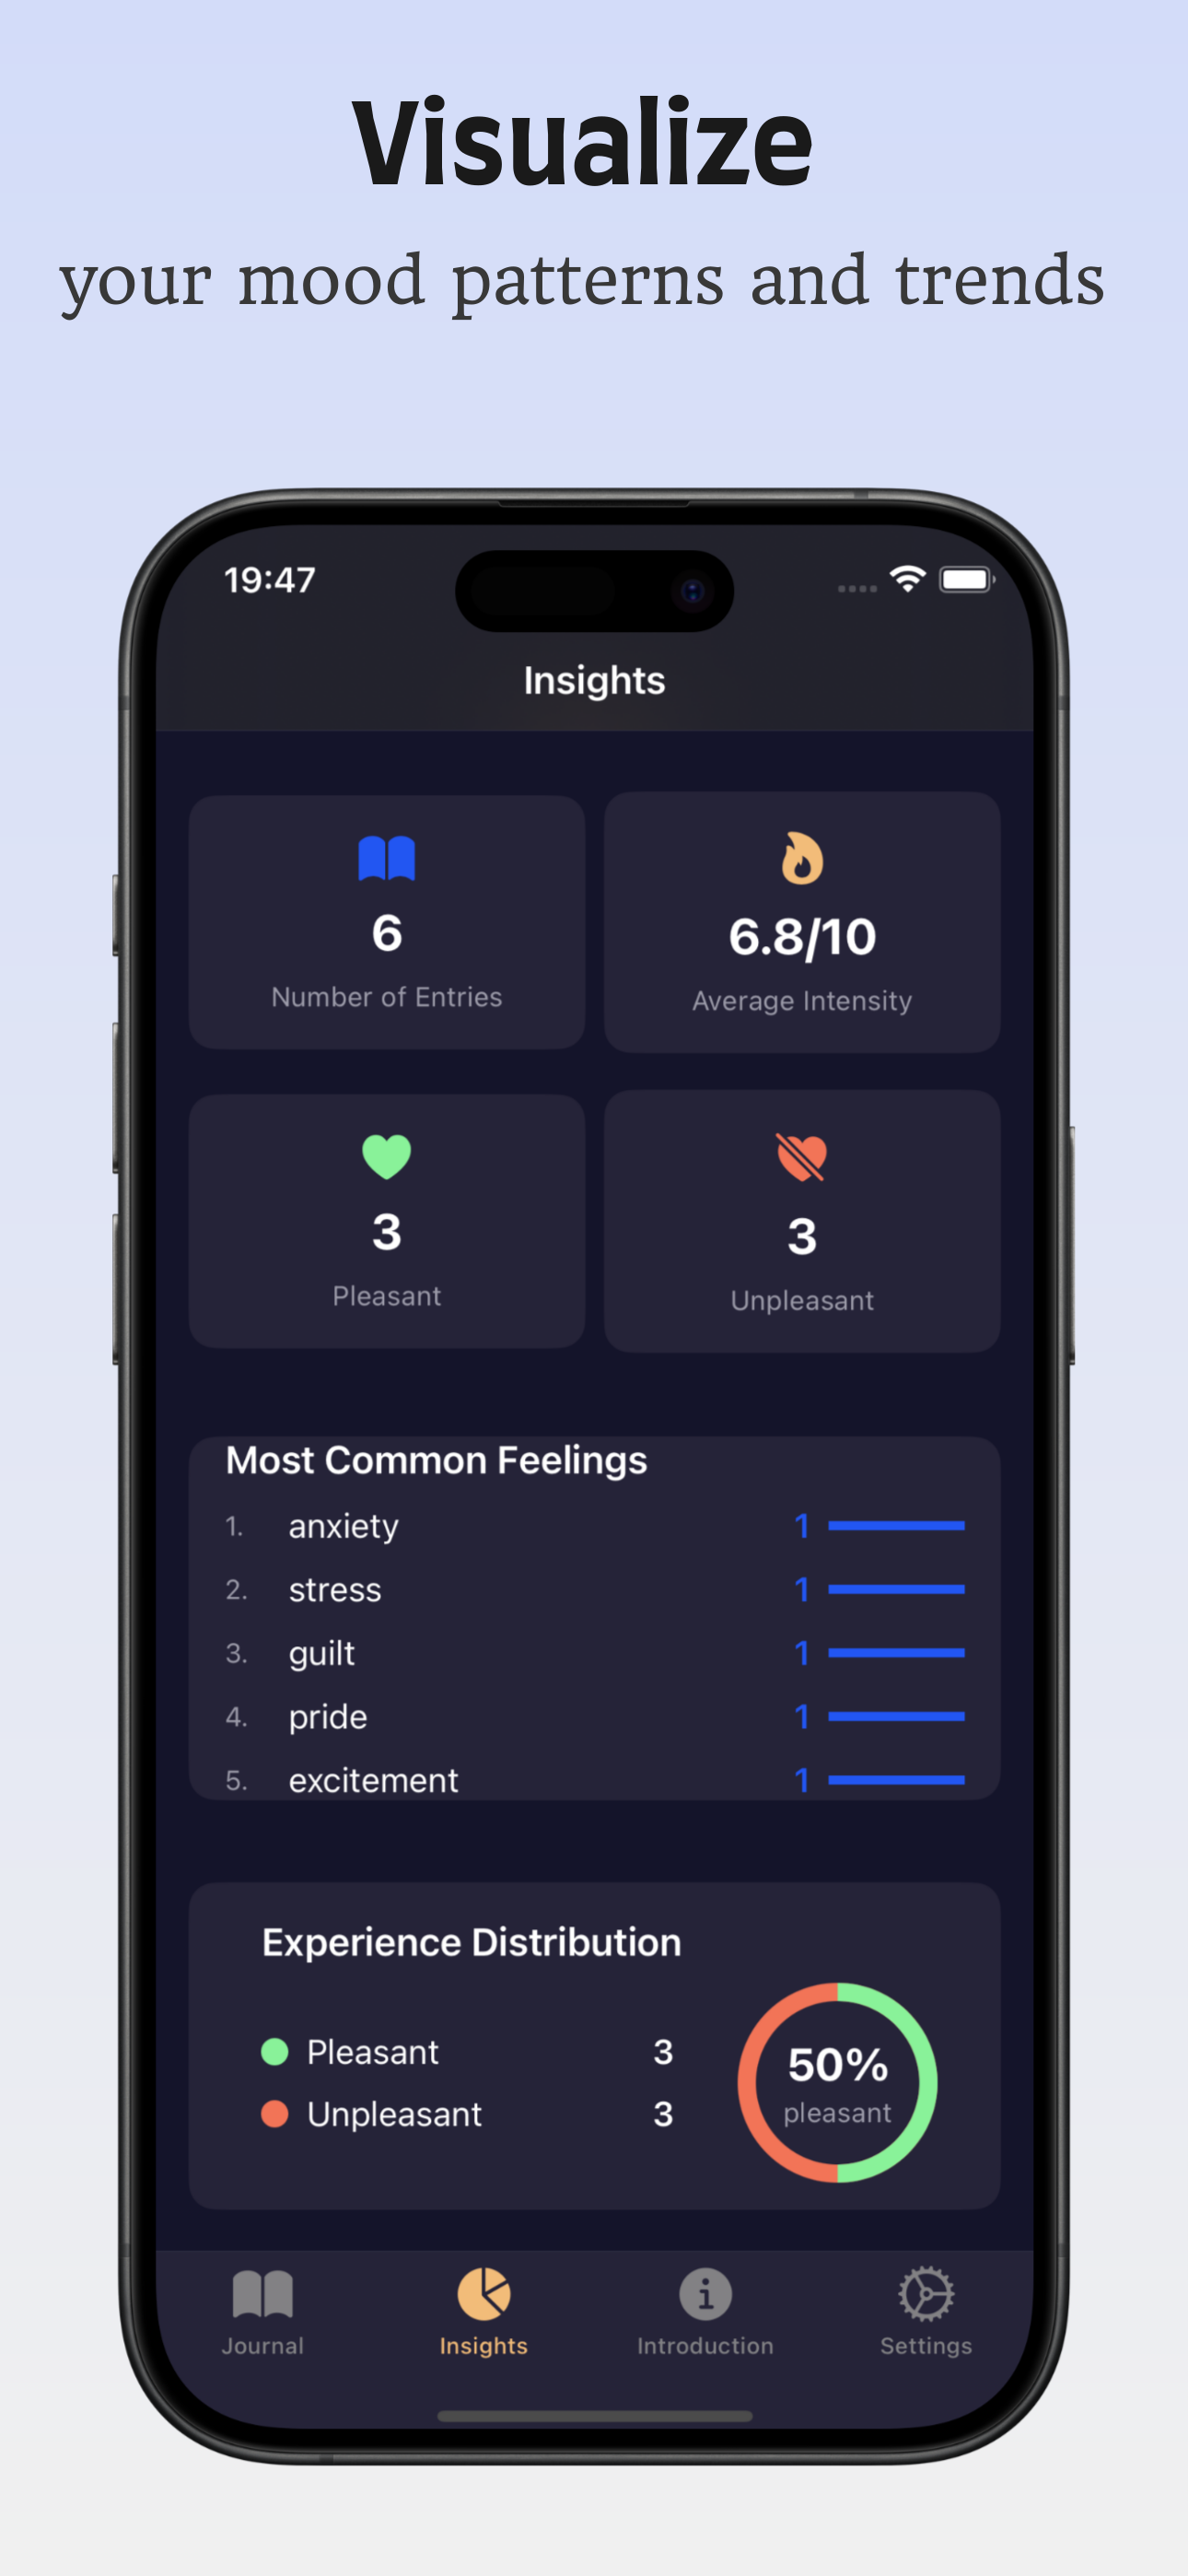 Visualize
your mood patterns and trends
19:47
Insights
6
Number of Entries
6.8/10
Average Intensity
3
Pleasant
3
Unpleasant
Most Common Feelings
1. anxiety 1
2. stress 1
3. guilt 1
4. pride 1
5. excitement 1
Experience Distribution
Pleasant 3
Unpleasant 3
50%
pleasant
Journal Insights Introduction Settings